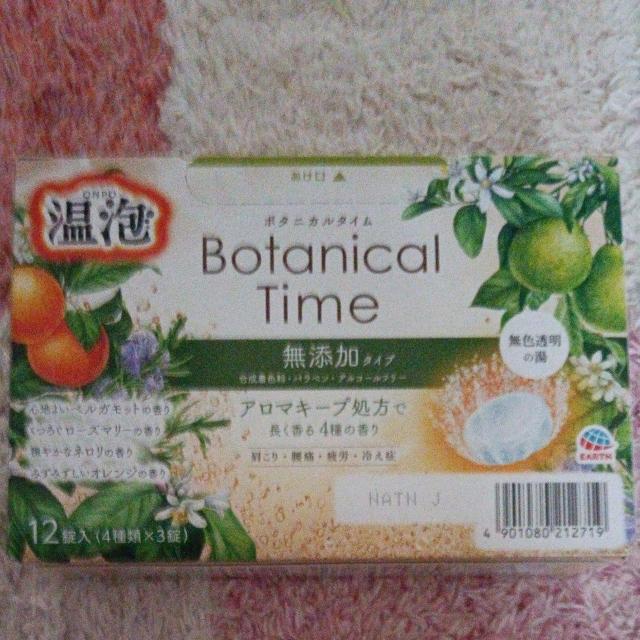 あけ口
ONPO
温泡
ボタニカルタイム
Botanical
Time
無添加タイプ
合成着色料・パラベン・アルコールフリー
無色透明
の湯
アロマキープ処方で
長く香る4種の香り
肩こり・腰痛・疲労・冷え症
心地よいベルガモットの香り
ローズマリーの香り
華やかなネロリの香り
みずみずしいオレンジの香り
12錠入(4種類×3錠)
NATN J
EARTH
4 901080 212719